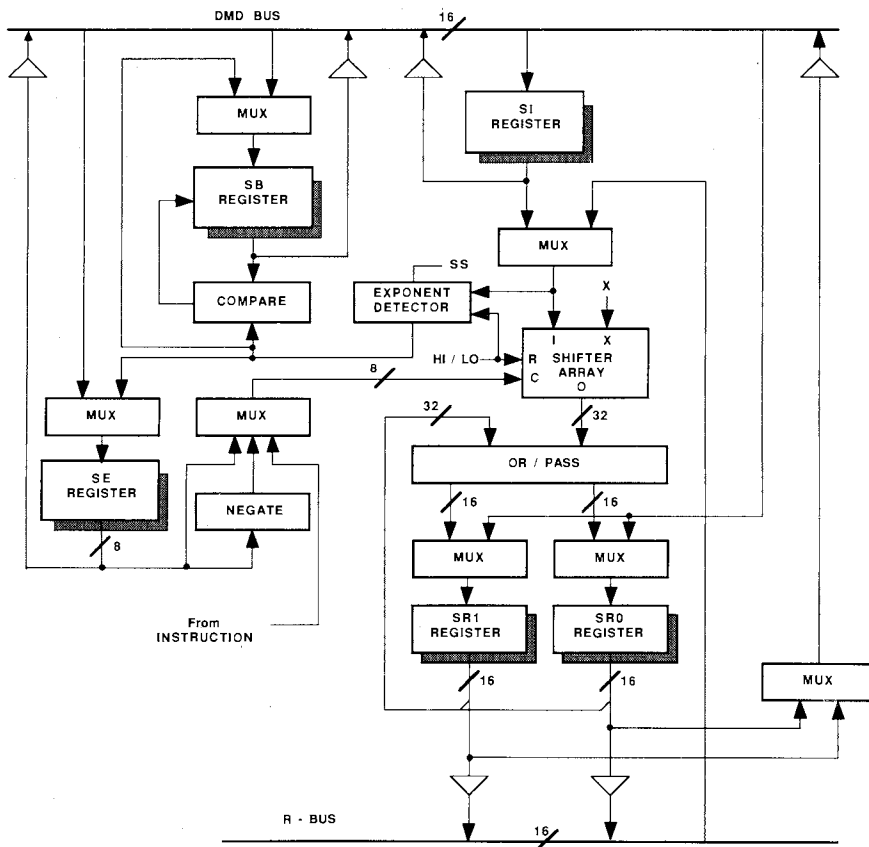 DMD BUS
16
MUX
SI
REGISTER
SB
REGISTER
MUX
SS
COMPARE
EXPONENT
DETECTOR
X
I X
HI / LO
R SHIFTER
ARRAY
C O
8
MUX
MUX
32
32
OR / PASS
SE
REGISTER
NEGATE
16
16
8
MUX
MUX
From
INSTRUCTION
SR1
REGISTER
SR0
REGISTER
16
16
MUX
R - BUS
16